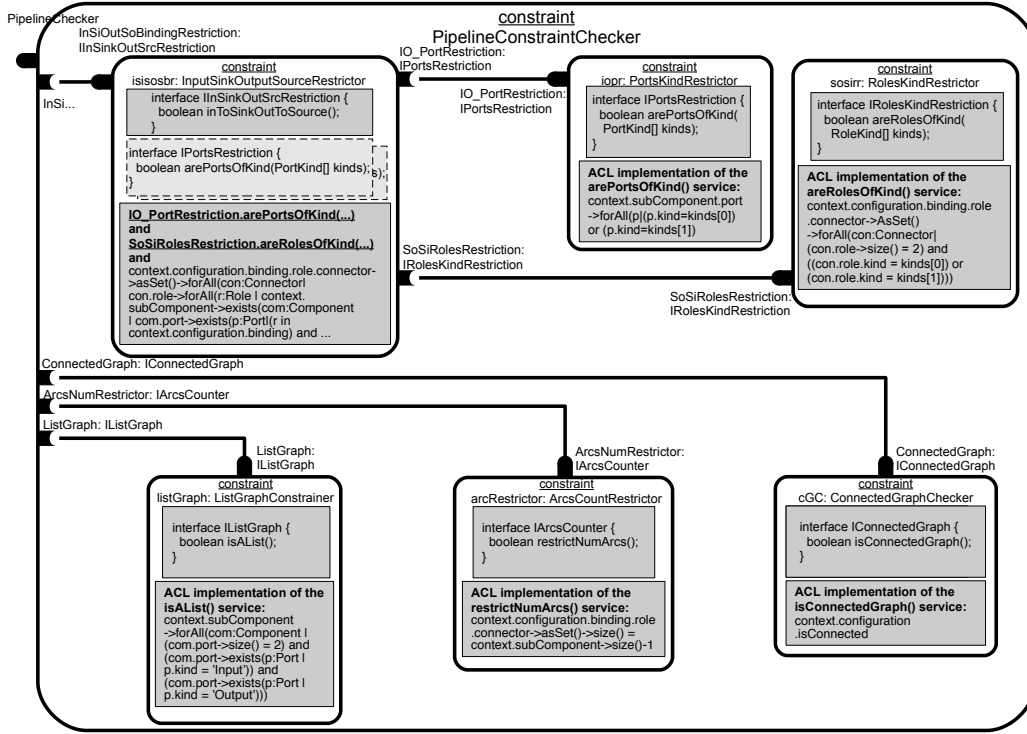 PipelineChecker
constraint
PipelineConstraintChecker
InSiOutSoBindingRestriction:
IInSinkOutSrcRestriction
InSi...
constraint
isisosbr: InputSinkOutputSourceRestrictor
interface IInSinkOutSrcRestriction {
boolean inToSinkOutToSource();
}
interface IPortsRestriction {
boolean arePortsOfKind(PortKind[] kinds);
s);
}
IO_PortRestriction.arePortsOfKind(...)
and
SoSiRolesRestriction.areRolesOfKind(...)
and
context.configuration.binding.role.connector-
>asSet()->forAll(con:Connector|
con.role->forAll(r:Role | context.
subComponent->exists(com:Component
| com.port->exists(p:Port|(r in
context.configuration.binding) and ...
IO_PortRestriction:
IPortsRestriction
IO_PortRestriction:
IPortsRestriction
constraint
iopr: PortsKindRestrictor
interface IPortsRestriction {
boolean arePortsOfKind(
PortKind[] kinds);
}
ACL implementation of the
arePortsOfKind() service:
context.subComponent.port
->forAll(p|(p.kind=kinds[0])
or (p.kind=kinds[1])
constraint
sosirr: RolesKindRestrictor
interface IRolesKindRestriction {
boolean areRolesOfKind(
RoleKind[] kinds);
}
ACL implementation of the
areRolesOfKind() service:
context.configuration.binding.role
.connector->AsSet()
->forAll(con:Connector|
(con.role->size() = 2) and
((con.role.kind = kinds[0]) or
(con.role.kind = kinds[1])))
SoSiRolesRestriction:
IRolesKindRestriction
SoSiRolesRestriction:
IRolesKindRestriction
ConnectedGraph: IConnectedGraph
ArcsNumRestrictor: IArcsCounter
ListGraph: IListGraph
ListGraph:
IListGraph
constraint
listGraph: ListGraphConstrainer
interface IListGraph {
boolean isAList();
}
ACL implementation of the
isAList() service:
context.subComponent
->forAll(com:Component |
(com.port->size() = 2) and
(com.port->exists(p:Port |
p.kind = 'Input')) and
(com.port->exists(p:Port |
p.kind = 'Output')))
ArcsNumRestrictor:
IArcsCounter
constraint
arcRestrictor: ArcsCountRestrictor
interface IArcsCounter {
boolean restrictNumArcs();
}
ACL implementation of the
restrictNumArcs() service:
context.configuration.binding.role
.connector->asSet()->size() =
context.subComponent->size()-1
ConnectedGraph:
IConnectedGraph
constraint
cGC: ConnectedGraphChecker
interface IConnectedGraph {
boolean isConnectedGraph();
}
ACL implementation of the
isConnectedGraph() service:
context.configuration
.isConnected